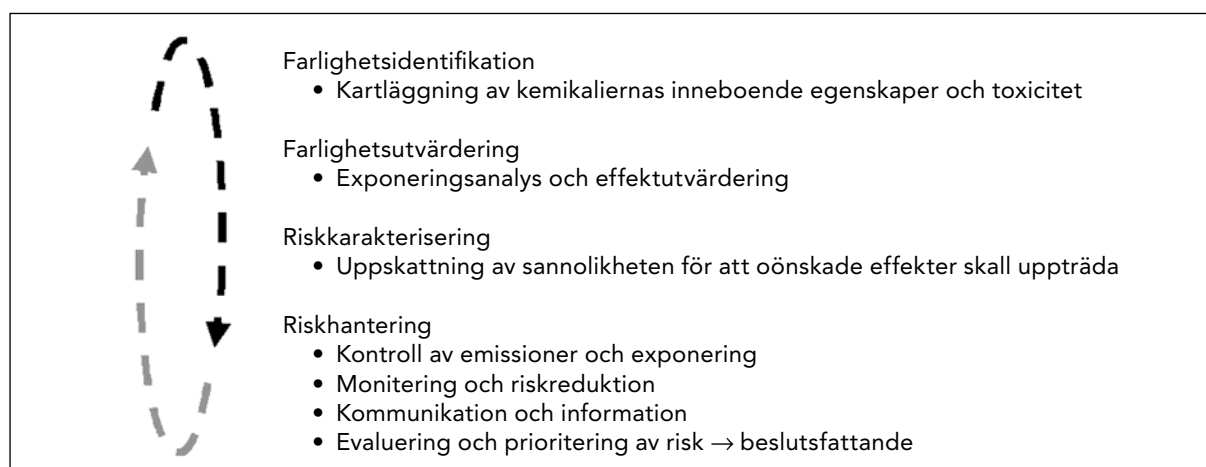 Farlighetsidentifikation
• Kartläggning av kemikaliernas inneboende egenskaper och toxicitet
Farlighetsutvärdering
• Exponeringsanalys och effektutvärdering
Riskkarakterisering
• Uppskattning av sannolikheten för att oönskade effekter skall uppträda
Riskhantering
• Kontroll av emissioner och exponering
• Monitering och riskreduktion
• Kommunikation och information
• Evaluering och prioritering av risk → beslutsfattande